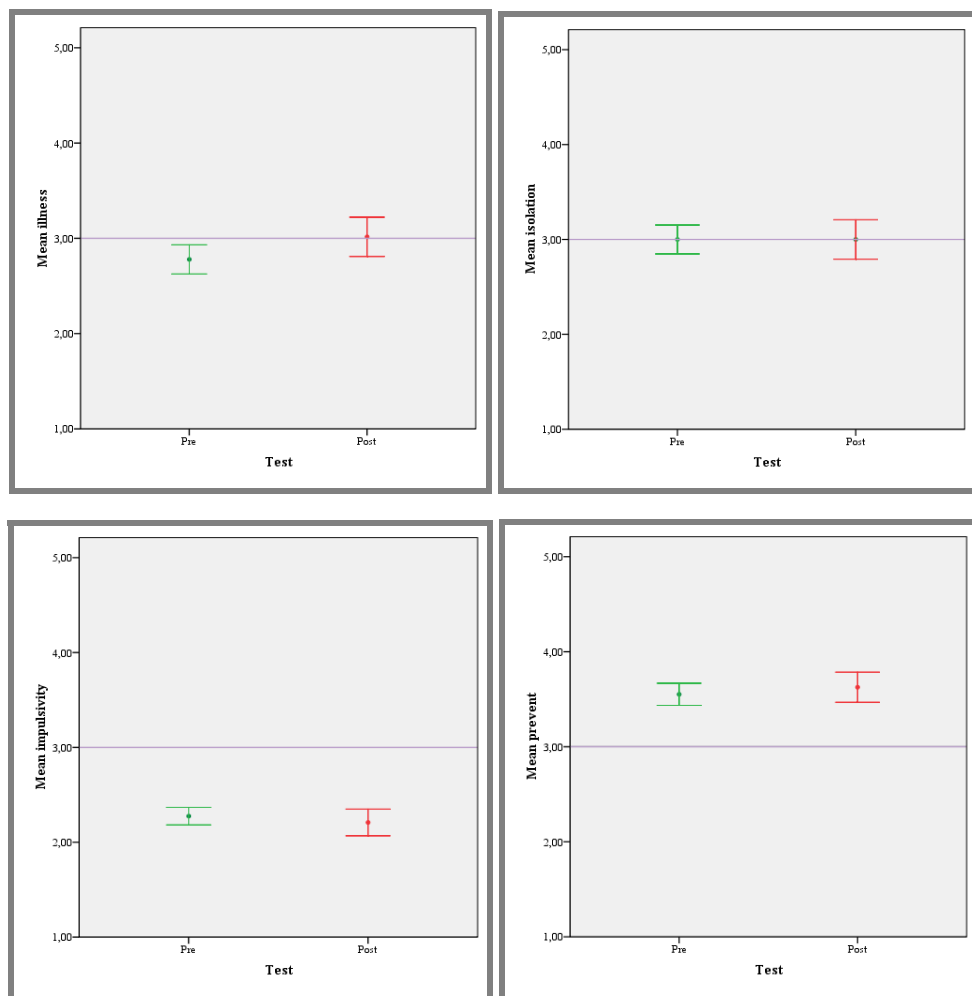 5,00
4,00
3,00
2,00
1,00
Mean illness
Pre
Post
Test
5,00
4,00
3,00
2,00
1,00
Mean isolation
Pre
Post
Test
5,00
4,00
3,00
2,00
1,00
Mean impulsivity
Pre
Post
Test
5,00
4,00
3,00
2,00
1,00
Mean prevent
Pre
Post
Test